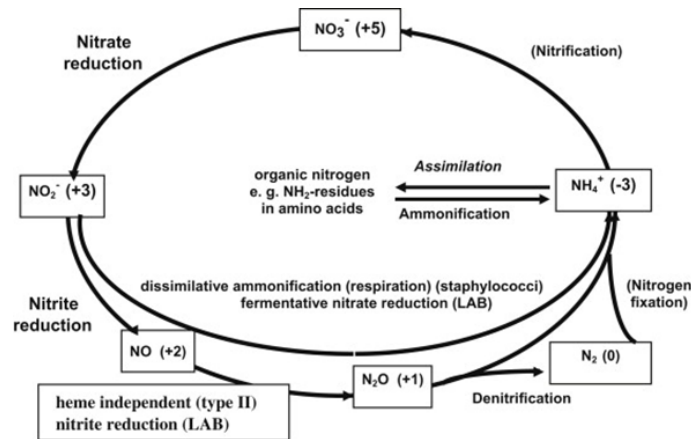 NO₃⁻ (+5)
Nitrate
reduction
(Nitrification)
NO₂⁻ (+3)
organic nitrogen
e. g. NH₂-residues
in amino acids
Assimilation
Ammonification
NH₄⁺ (-3)
dissimilative ammonification (respiration) (staphylococci)
fermentative nitrate reduction (LAB)
Nitrite
reduction
(Nitrogen
fixation)
NO (+2)
N₂O (+1)
N₂ (0)
Denitrification
heme independent (type II)
nitrite reduction (LAB)